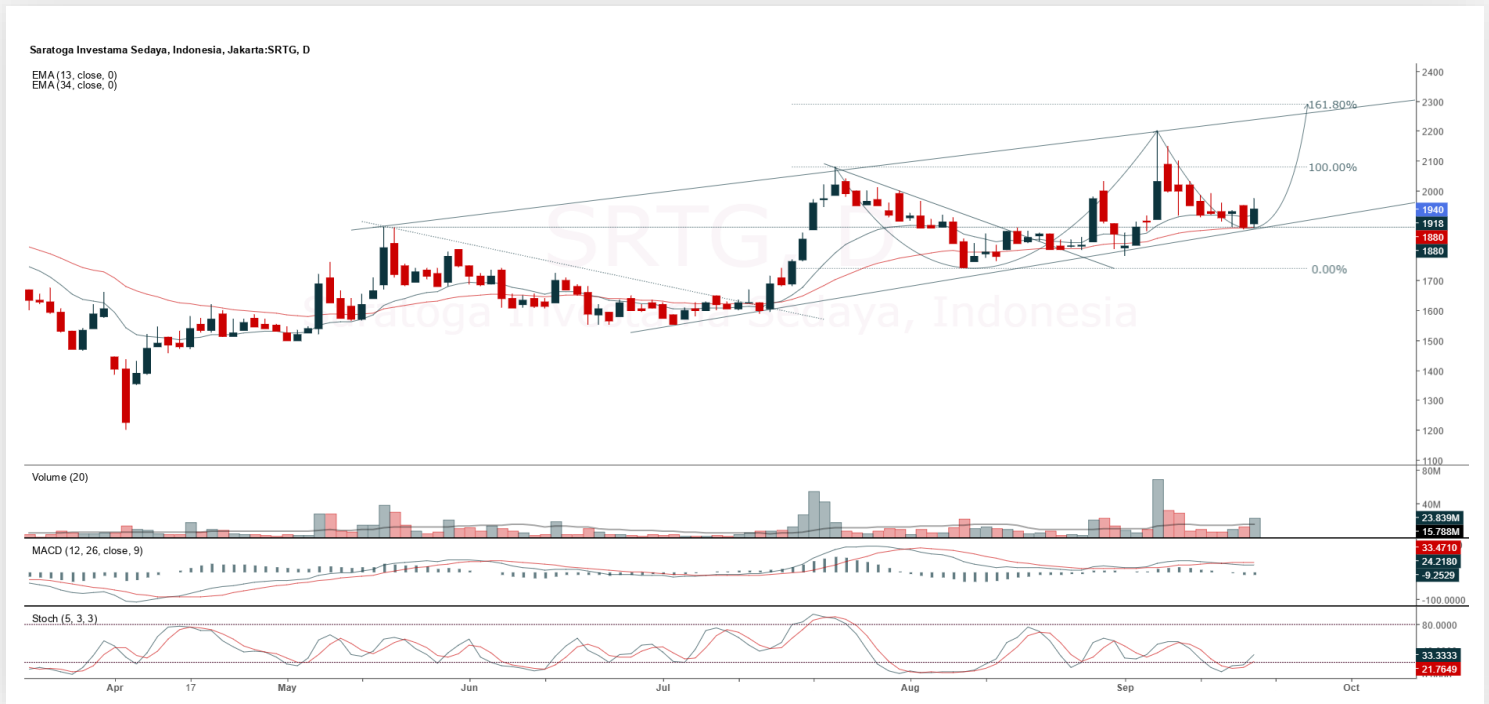 Saratoga Investama Sedaya, Indonesia, Jakarta:SRTG, D
EMA (13, close, 0)
EMA (34, close, 0)
SRTG, D
Saratoga Investama Sedaya, Indonesia
161.80%
100.00%
0.00%
2400
2300
2200
2100
2000
1940
1918
1880
1880
1700
1600
1500
1400
1300
1200
1100
Volume (20)
80M
40M
23.839M
15.788M
MACD (12, 26, close, 9)
33.4710
24.2180
-9.2529
-100.0000
Stoch (5, 3, 3)
80.0000
33.3333
21.7649
Apr 17 May Jun Jul Aug Sep Oct